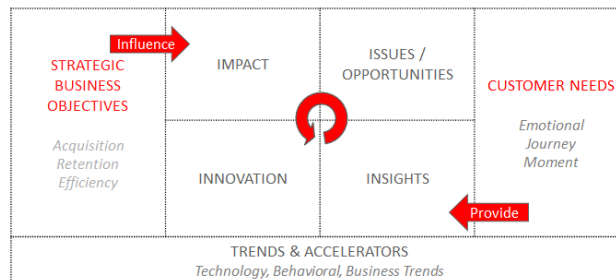 Influence
STRATEGIC
BUSINESS
OBJECTIVES
Acquisition
Retention
Efficiency
IMPACT
ISSUES /
OPPORTUNITIES
INNOVATION
INSIGHTS
CUSTOMER NEEDS
Emotional
Journey
Moment
Provide
TRENDS & ACCELERATORS
Technology, Behavioral, Business Trends